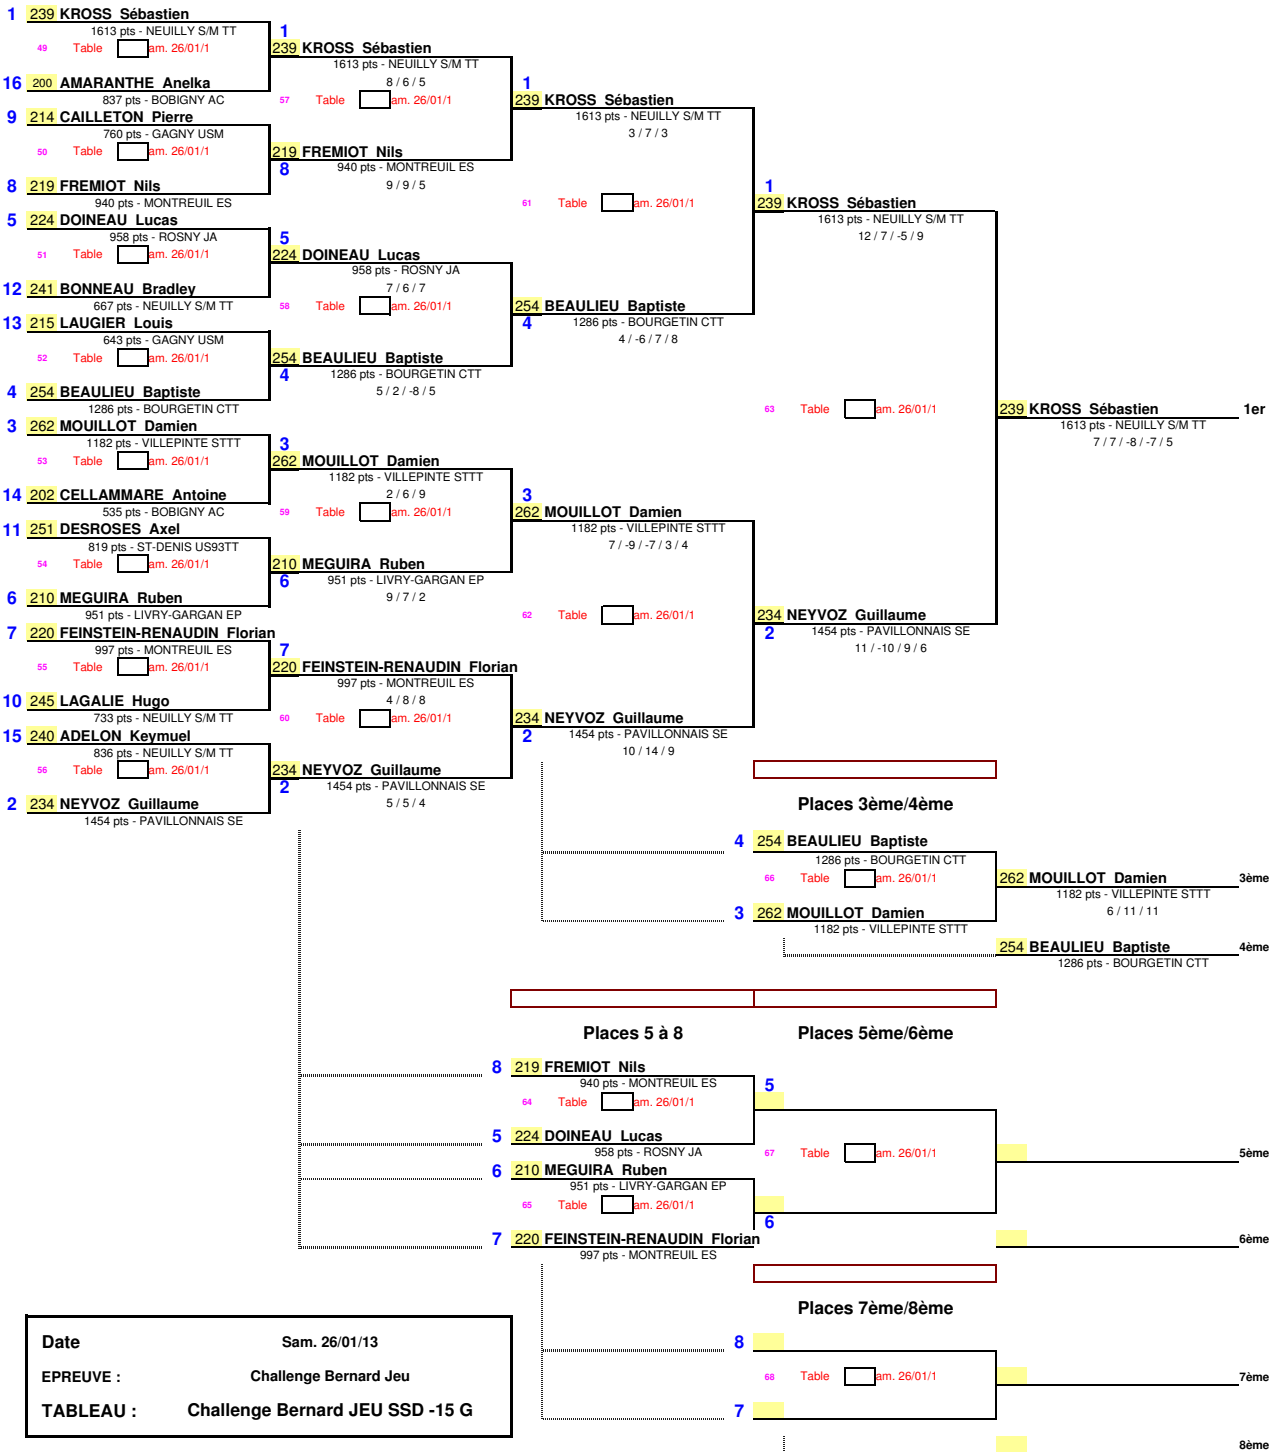 1 239 KROSS Sébastien
1613 pts - NEUILLY S/M TT
49 Table am. 26/01/1
16 200 AMARANTHE Anelka
837 pts - BOBIGNY AC
9 214 CAILLETON Pierre
760 pts - GAGNY USM
50 Table am. 26/01/1
8 219 FREMIOT Nils
940 pts - MONTREUIL ES
5 224 DOINEAU Lucas
958 pts - ROSNY JA
51 Table am. 26/01/1
12 241 BONNEAU Bradley
667 pts - NEUILLY S/M TT
13 215 LAUGIER Louis
643 pts - GAGNY USM
52 Table am. 26/01/1
4 254 BEAULIEU Baptiste
1286 pts - BOURGETIN CTT
3 262 MOUILLOT Damien
1182 pts - VILLEPINTE STTT
53 Table am. 26/01/1
14 202 CELLAMMARE Antoine
535 pts - BOBIGNY AC
11 251 DESROSES Axel
819 pts - ST-DENIS US93TT
54 Table am. 26/01/1
6 210 MEGUIRA Ruben
951 pts - LIVRY-GARGAN EP
7 220 FEINSTEIN-RENAUDIN Florian
997 pts - MONTREUIL ES
55 Table am. 26/01/1
10 245 LAGALIE Hugo
733 pts - NEUILLY S/M TT
15 240 ADELON Keymuel
836 pts - NEUILLY S/M TT
56 Table am. 26/01/1
2 234 NEYVOZ Guillaume
1454 pts - PAVILLONNAIS SE
1
239 KROSS Sébastien
1613 pts - NEUILLY S/M TT
8 / 6 / 5
57 Table am. 26/01/1
219 FREMIOT Nils
8 940 pts - MONTREUIL ES
9 / 9 / 5
5
224 DOINEAU Lucas
958 pts - ROSNY JA
7 / 6 / 7
58 Table am. 26/01/1
254 BEAULIEU Baptiste
4 1286 pts - BOURGETIN CTT
5 / 2 / -8 / 5
3
262 MOUILLOT Damien
1182 pts - VILLEPINTE STTT
2 / 6 / 9
59 Table am. 26/01/1
210 MEGUIRA Ruben
6 951 pts - LIVRY-GARGAN EP
9 / 7 / 2
7
220 FEINSTEIN-RENAUDIN Florian
997 pts - MONTREUIL ES
4 / 8 / 8
60 Table am. 26/01/1
234 NEYVOZ Guillaume
2 1454 pts - PAVILLONNAIS SE
5 / 5 / 4
1
239 KROSS Sébastien
1613 pts - NEUILLY S/M TT
3 / 7 / 3
61 Table am. 26/01/1
254 BEAULIEU Baptiste
4 1286 pts - BOURGETIN CTT
4 / -6 / 7 / 8
3
262 MOUILLOT Damien
1182 pts - VILLEPINTE STTT
7 / -9 / -7 / 3 / 4
62 Table am. 26/01/1
234 NEYVOZ Guillaume
2 1454 pts - PAVILLONNAIS SE
10 / 14 / 9
1
239 KROSS Sébastien
1613 pts - NEUILLY S/M TT
12 / 7 / -5 / 9
63 Table am. 26/01/1
234 NEYVOZ Guillaume
2 1454 pts - PAVILLONNAIS SE
11 / -10 / 9 / 6
239 KROSS Sébastien 1er
1613 pts - NEUILLY S/M TT
7 / 7 / -8 / -7 / 5
Places 3ème/4ème
4 254 BEAULIEU Baptiste
1286 pts - BOURGETIN CTT
66 Table am. 26/01/1
3 262 MOUILLOT Damien
1182 pts - VILLEPINTE STTT
262 MOUILLOT Damien 3ème
1182 pts - VILLEPINTE STTT
6 / 11 / 11
254 BEAULIEU Baptiste 4ème
1286 pts - BOURGETIN CTT
Places 5 à 8 Places 5ème/6ème
8 219 FREMIOT Nils
940 pts - MONTREUIL ES
64 Table am. 26/01/1
5 224 DOINEAU Lucas
958 pts - ROSNY JA
6 210 MEGUIRA Ruben
951 pts - LIVRY-GARGAN EP
65 Table am. 26/01/1
7 220 FEINSTEIN-RENAUDIN Florian
997 pts - MONTREUIL ES
5
67 Table am. 26/01/1
6
5ème
6ème
Places 7ème/8ème
8
68 Table am. 26/01/1
7
7ème
8ème
Date Sam. 26/01/13
EPREUVE : Challenge Bernard Jeu
TABLEAU : Challenge Bernard JEU SSD -15 G